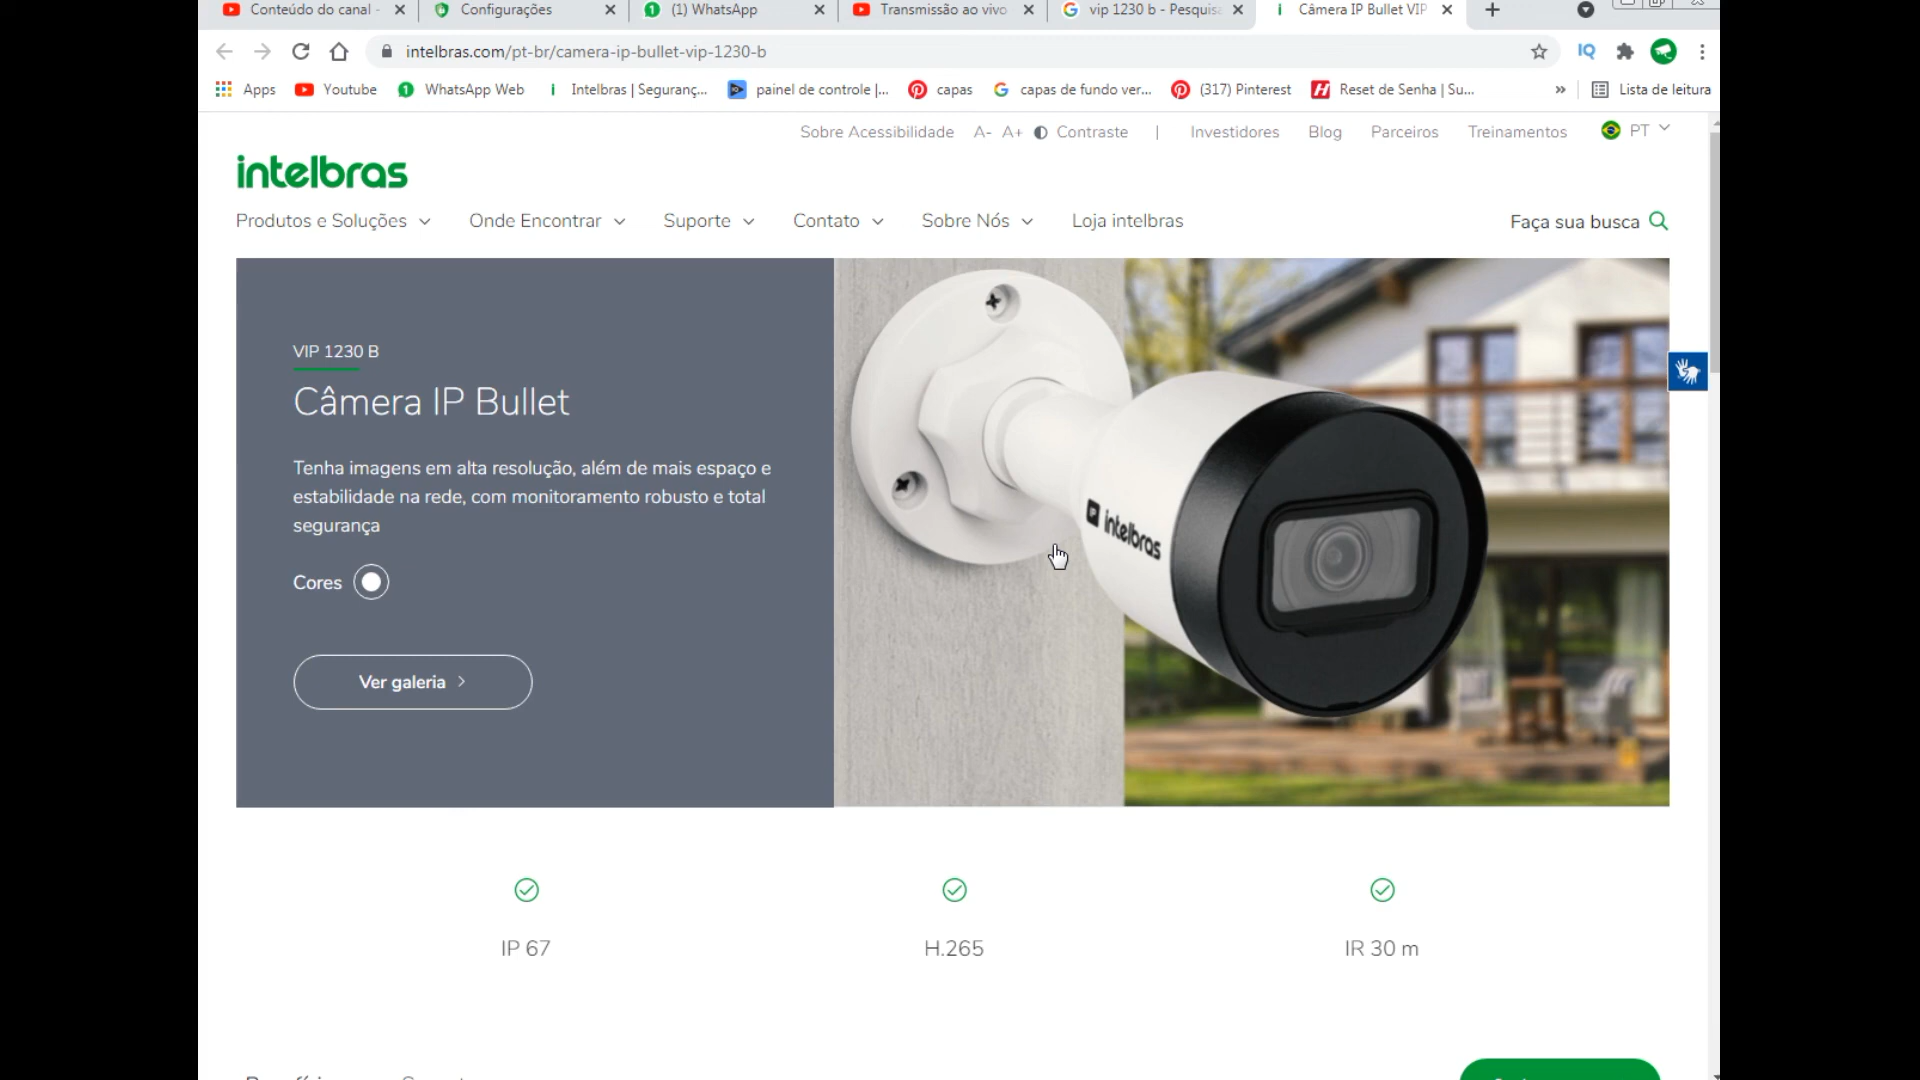 Conteúdo do canal -
Configurações
(1) WhatsApp
Transmissão ao vivo
vip 1230 b - Pesquis
Câmera IP Bullet VIP
intelbras.com/pt-br/camera-ip-bullet-vip-1230-b
IQ
Apps
Youtube
WhatsApp Web
Intelbras | Seguranç...
painel de controle |...
capas
capas de fundo ver...
(317) Pinterest
Reset de Senha | Su...
»
Lista de leitura
Sobre Acessibilidade A- A+ Contraste | Investidores Blog Parceiros Treinamentos PT
intelbras
Produtos e Soluções Onde Encontrar Suporte Contato Sobre Nós Loja intelbras Faça sua busca
VIP 1230 B
Câmera IP Bullet
Tenha imagens em alta resolução, além de mais espaço e
estabilidade na rede, com monitoramento robusto e total
segurança
Cores
Ver galeria >
IP intelbras
IP 67
H.265
IR 30 m